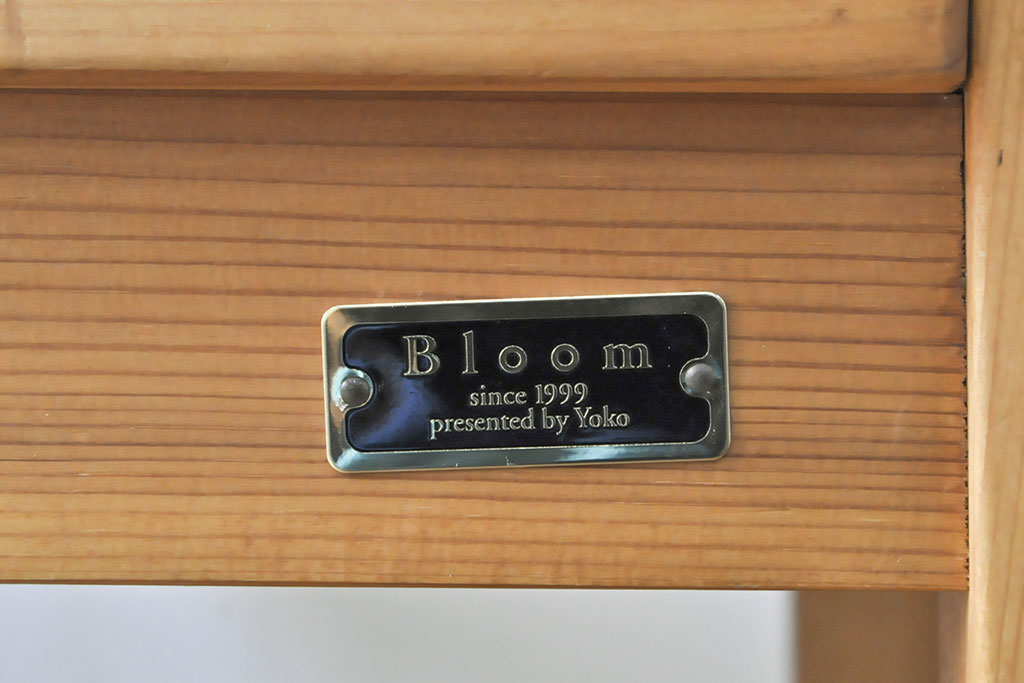 Bloom
since 1999
presented by Yoko